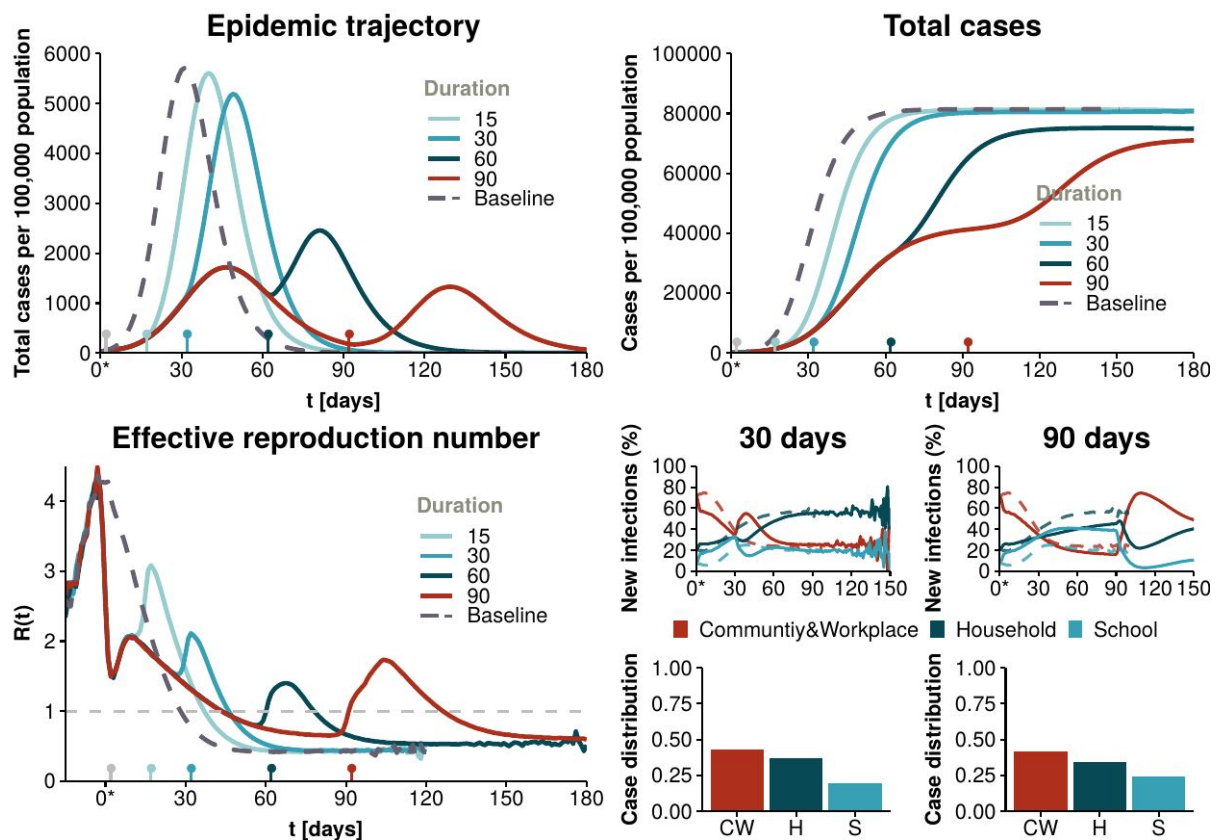 Epidemic trajectory
Total cases per 100,000 population
6000
5000
4000
3000
2000
1000
0
Duration
15
30
60
90
Baseline
0* 30 60 90 120 150 180
t [days]
Total cases
Cases per 100,000 population
100000
80000
60000
40000
20000
0
Duration
15
30
60
90
Baseline
0* 30 60 90 120 150 180
t [days]
Effective reproduction number
R(t)
4
3
2
1
0
Duration
15
30
60
90
Baseline
0* 30 60 90 120 150 180
t [days]
30 days
New infections (%)
100
80
60
40
20
0
0* 30 60 90 120 150
90 days
New infections (%)
100
80
60
40
20
0
0* 30 60 90 120 150
Communtiy&Workplace Household School
Case distribution
1.00
0.75
0.50
0.25
0.00
CW H S
Case distribution
1.00
0.75
0.50
0.25
0.00
CW H S